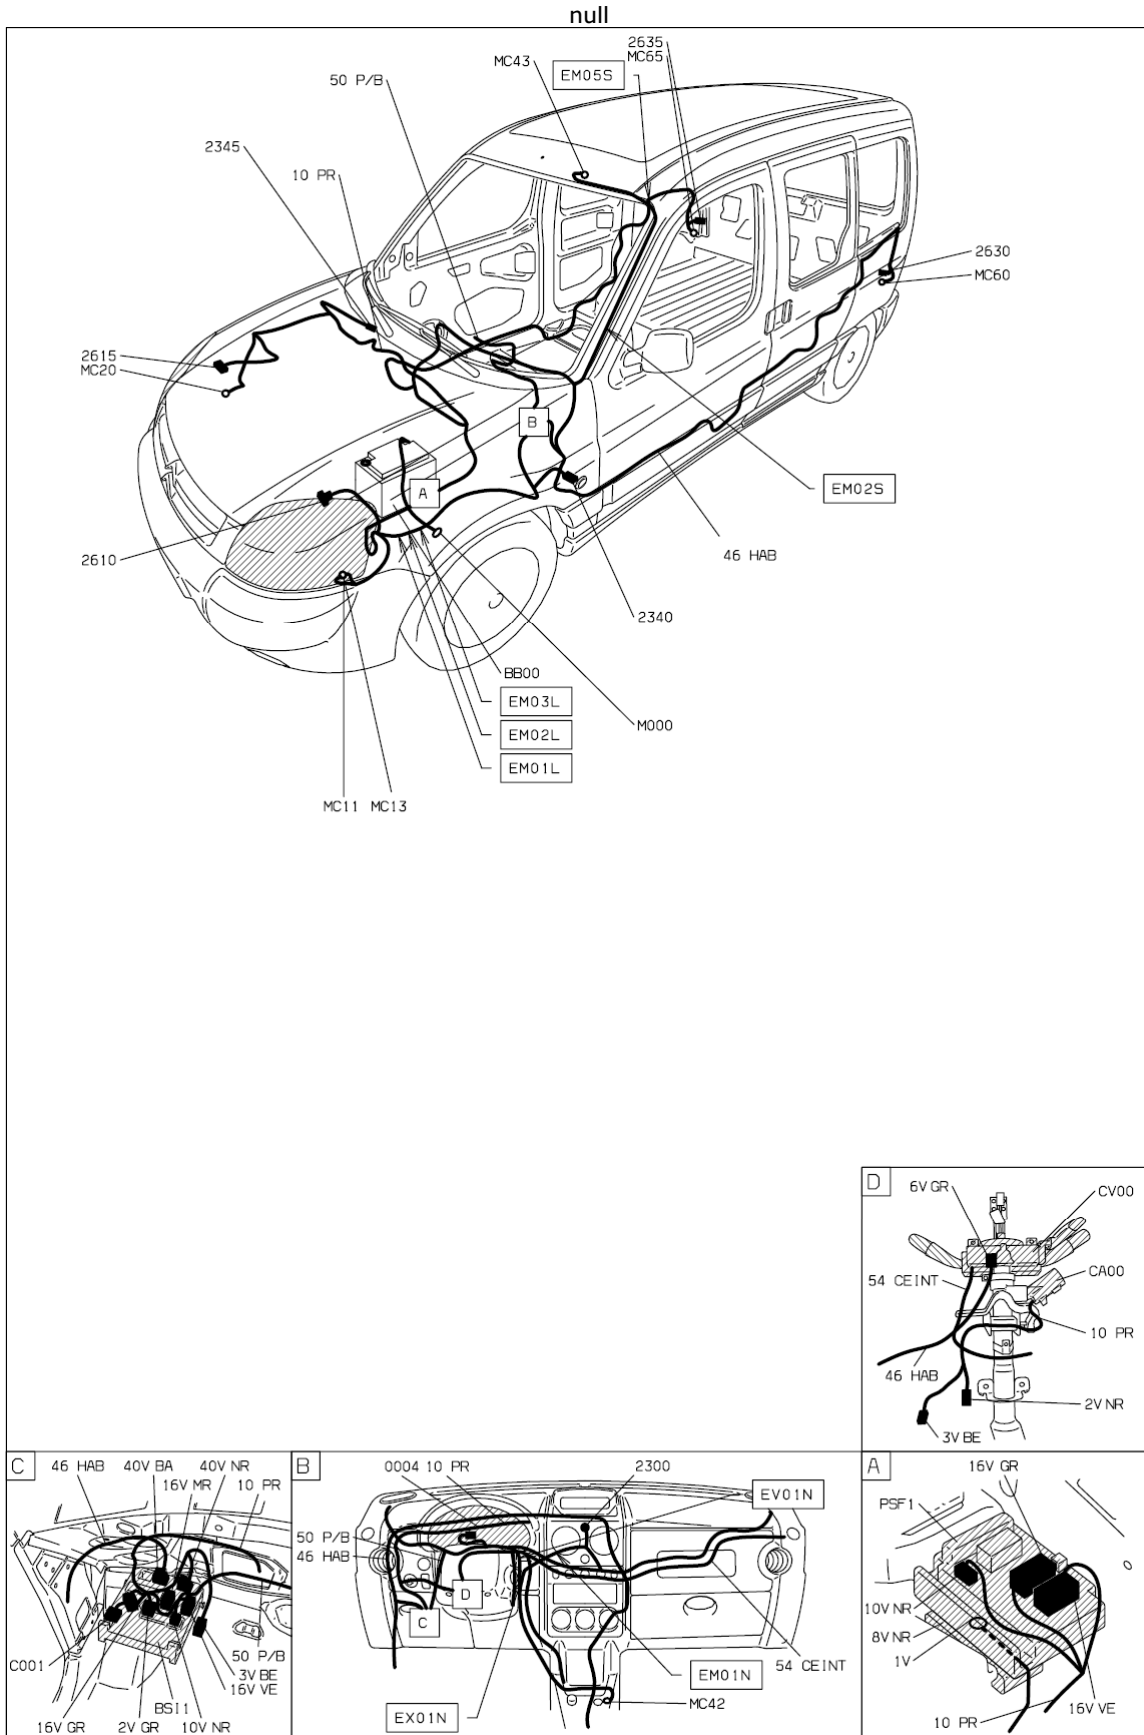 null
2635
MC43
MC65
EM05S
50 P/B
2345
10 PR
2630
MC60
2615
MC20
B
A
EM02S
46 HAB
2610
2340
BB00
EM03L
M000
EM02L
EM01L
MC11 MC13
D
6V GR
CV00
CA00
54 CEINT
10 PR
46 HAB
2V NR
3V BE
C
46 HAB
40V BA
40V NR
16V MR
10 PR
C001
50 P/B
3V BE
16V VE
BSI1
16V GR
2V GR
10V NR
B
0004 10 PR
2300
EV01N
50 P/B
46 HAB
D
C
EM01N
54 CEINT
MC42
EX01N
A
16V GR
PSF1
10V NR
8V NR
1V
16V VE
10 PR